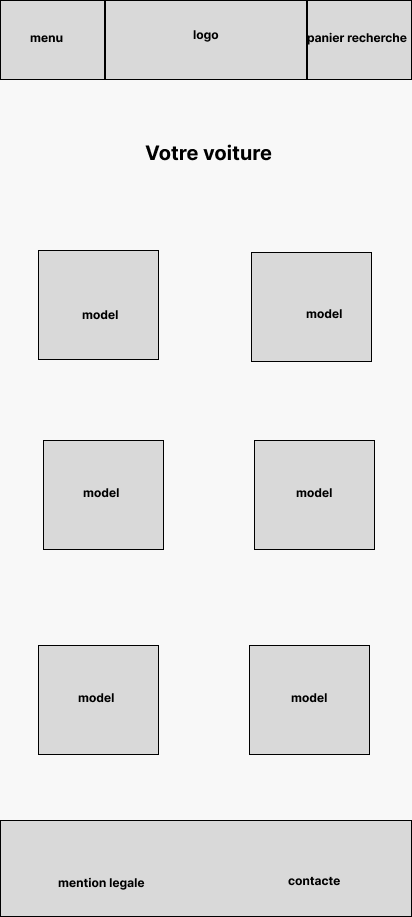 menu
logo
panier recherche
Votre voiture
model
model
model
model
model
model
mention legale
contacte